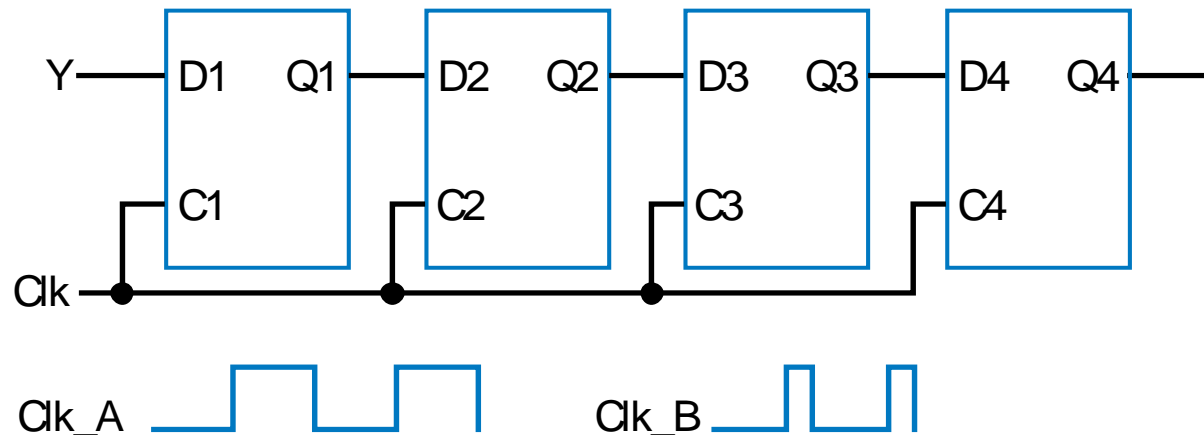 Y D1 Q1 D2 Q2 D3 Q3 D4 Q4
C1 C2 C3 C4
Clk
Clk_A Clk_B